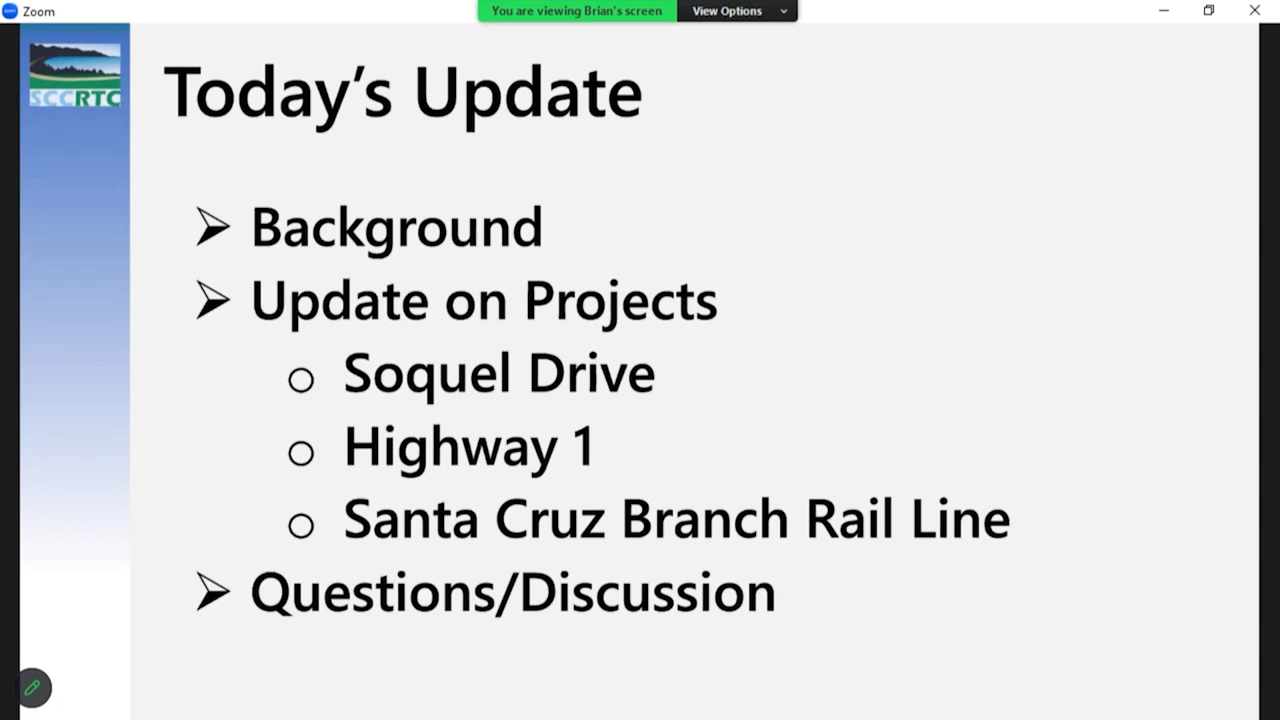 Zoom
You are viewing Brian's screen
View Options
SCCRTC
Today's Update
Background
Update on Projects
Soquel Drive
Highway 1
Santa Cruz Branch Rail Line
Questions/Discussion